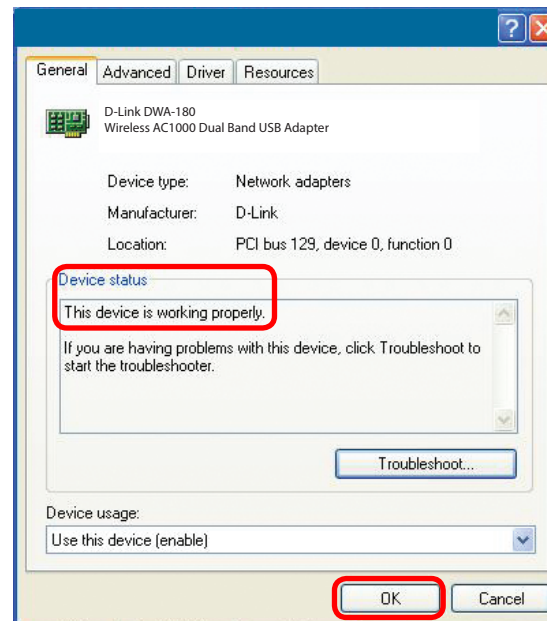 General Advanced Driver Resources
D-Link DWA-180
Wireless AC1000 Dual Band USB Adapter
Device type: Network adapters
Manufacturer: D-Link
Location: PCI bus 129, device 0, function 0
Device status
This device is working properly.
If you are having problems with this device, click Troubleshoot to
start the troubleshooter.
Troubleshoot...
Device usage:
Use this device (enable)
OK Cancel